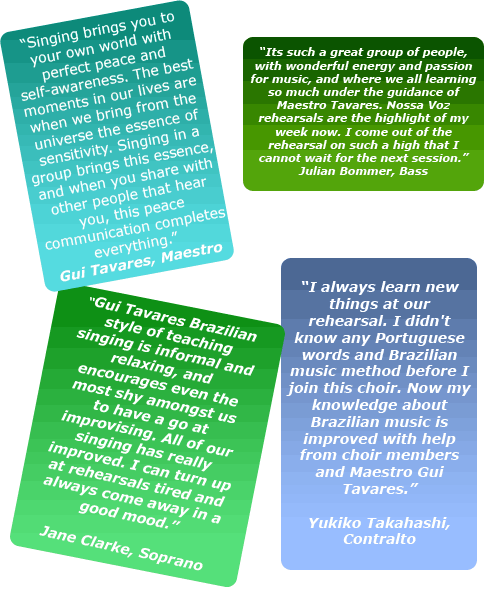 “Singing brings you to
your own world with
perfect peace and
self-awareness. The best
moments in our lives are
when we bring from the
universe the essence of
sensitivity. Singing in a
group brings this essence,
and when you share with
other people that hear
you, this peace
communication completes
everything.”
Gui Tavares, Maestro
“Its such a great group of people,
with wonderful energy and passion
for music, and where we all learning
so much under the guidance of
Maestro Tavares. Nossa Voz
rehearsals are the highlight of my
week now. I come out of the
rehearsal on such a high that I
cannot wait for the next session.”
Julian Bommer, Bass
"Gui Tavares Brazilian
style of teaching
singing is informal and
relaxing, and
encourages even the
most shy amongst us
to have a go at
improvising. All of our
singing has really
improved. I can turn up
at rehearsals tired and
always come away in a
good mood.”
Jane Clarke, Soprano
“I always learn new
things at our
rehearsal. I didn't
know any Portuguese
words and Brazilian
music method before I
join this choir. Now my
knowledge about
Brazilian music is
improved with help
from choir members
and Maestro Gui
Tavares.”
Yukiko Takahashi,
Contralto